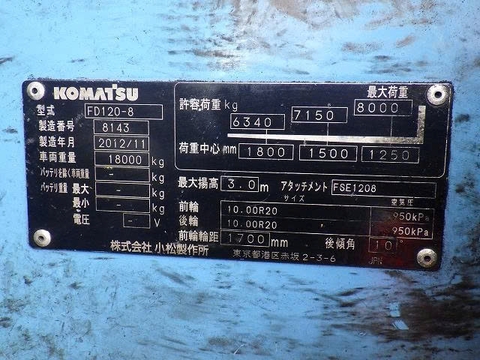 KOMATSU
型式 FD120-8
製造番号 8143
製造年月 2012/11
車両重量 18000 kg
バッテリを除く車両重量 - kg
バッテリ重量 最大 - kg
最小 - kg
電圧 - V
最大荷重
許容荷重 kg 6340 7150 8000
荷重中心 mm 1800 1500 1250
最大揚高 3.0 m アタッチメント FSE1208
サイズ 空気圧
前輪 10.00R20 950kPa
後輪 10.00R20 950kPa
前輪輪距 1700 mm 後傾角 10°
株式会社 小松製作所 東京都港区赤坂2-3-6 JPN